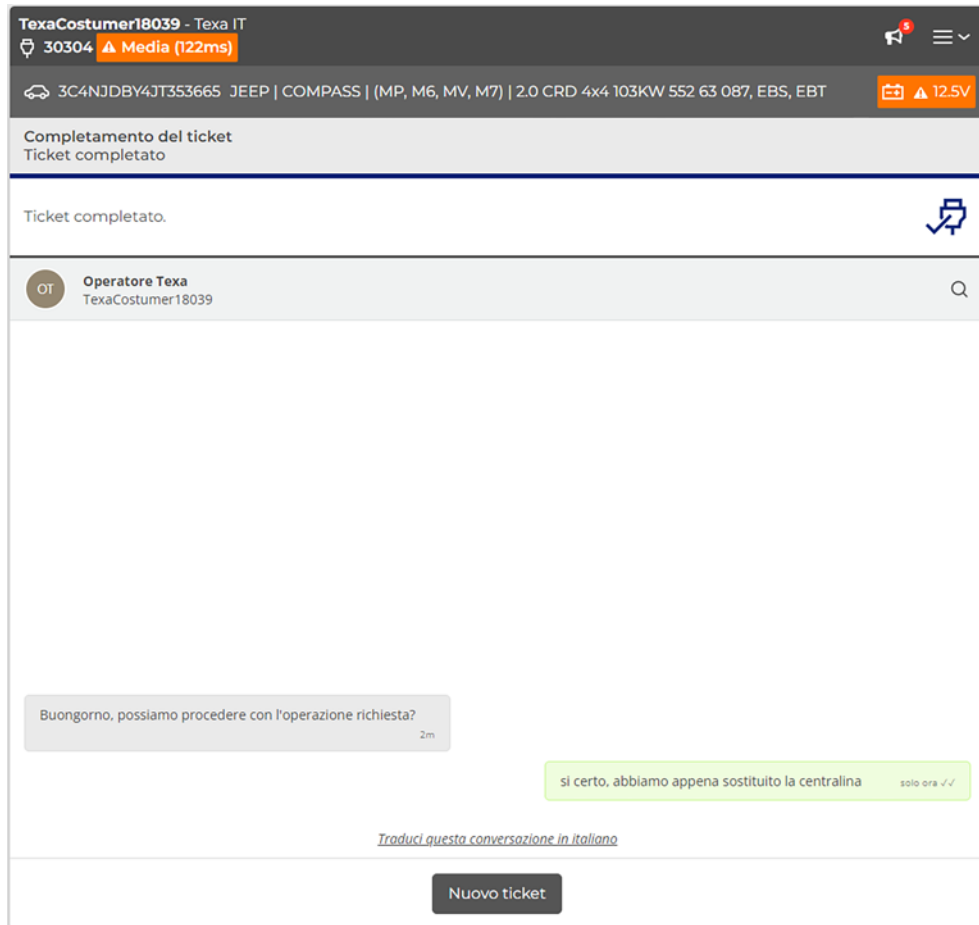 TexaCostumer18039 - Texa IT
30304 Media (122ms)
5
3C4NJDBY4JT353665 JEEP | COMPASS | (MP, M6, MV, M7) | 2.0 CRD 4x4 103KW 552 63 087, EBS, EBT
12.5V
Completamento del ticket
Ticket completato
Ticket completato.
OT
Operatore Texa
TexaCostumer18039
Buongorno, possiamo procedere con l'operazione richiesta?
2m
si certo, abbiamo appena sostituito la centralina
solo ora
Traduci questa conversazione in italiano
Nuovo ticket